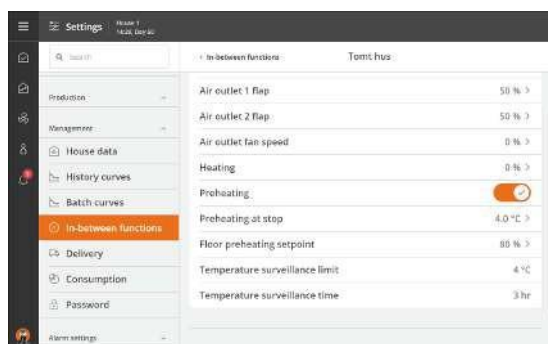 Settings
House 1
Search
Production
Management
House data
History curves
Batch curves
In-between functions
Delivery
Consumption
Password
Alarm settings
In-between functions
Tomt hus
Air outlet 1 flap 50 %
Air outlet 2 flap 50 %
Air outlet fan speed 0 %
Heating 0 %
Preheating
Preheating at stop 4.0 °C
Floor preheating setpoint 80 %
Temperature surveillance limit 4 °C
Temperature surveillance time 3 hr